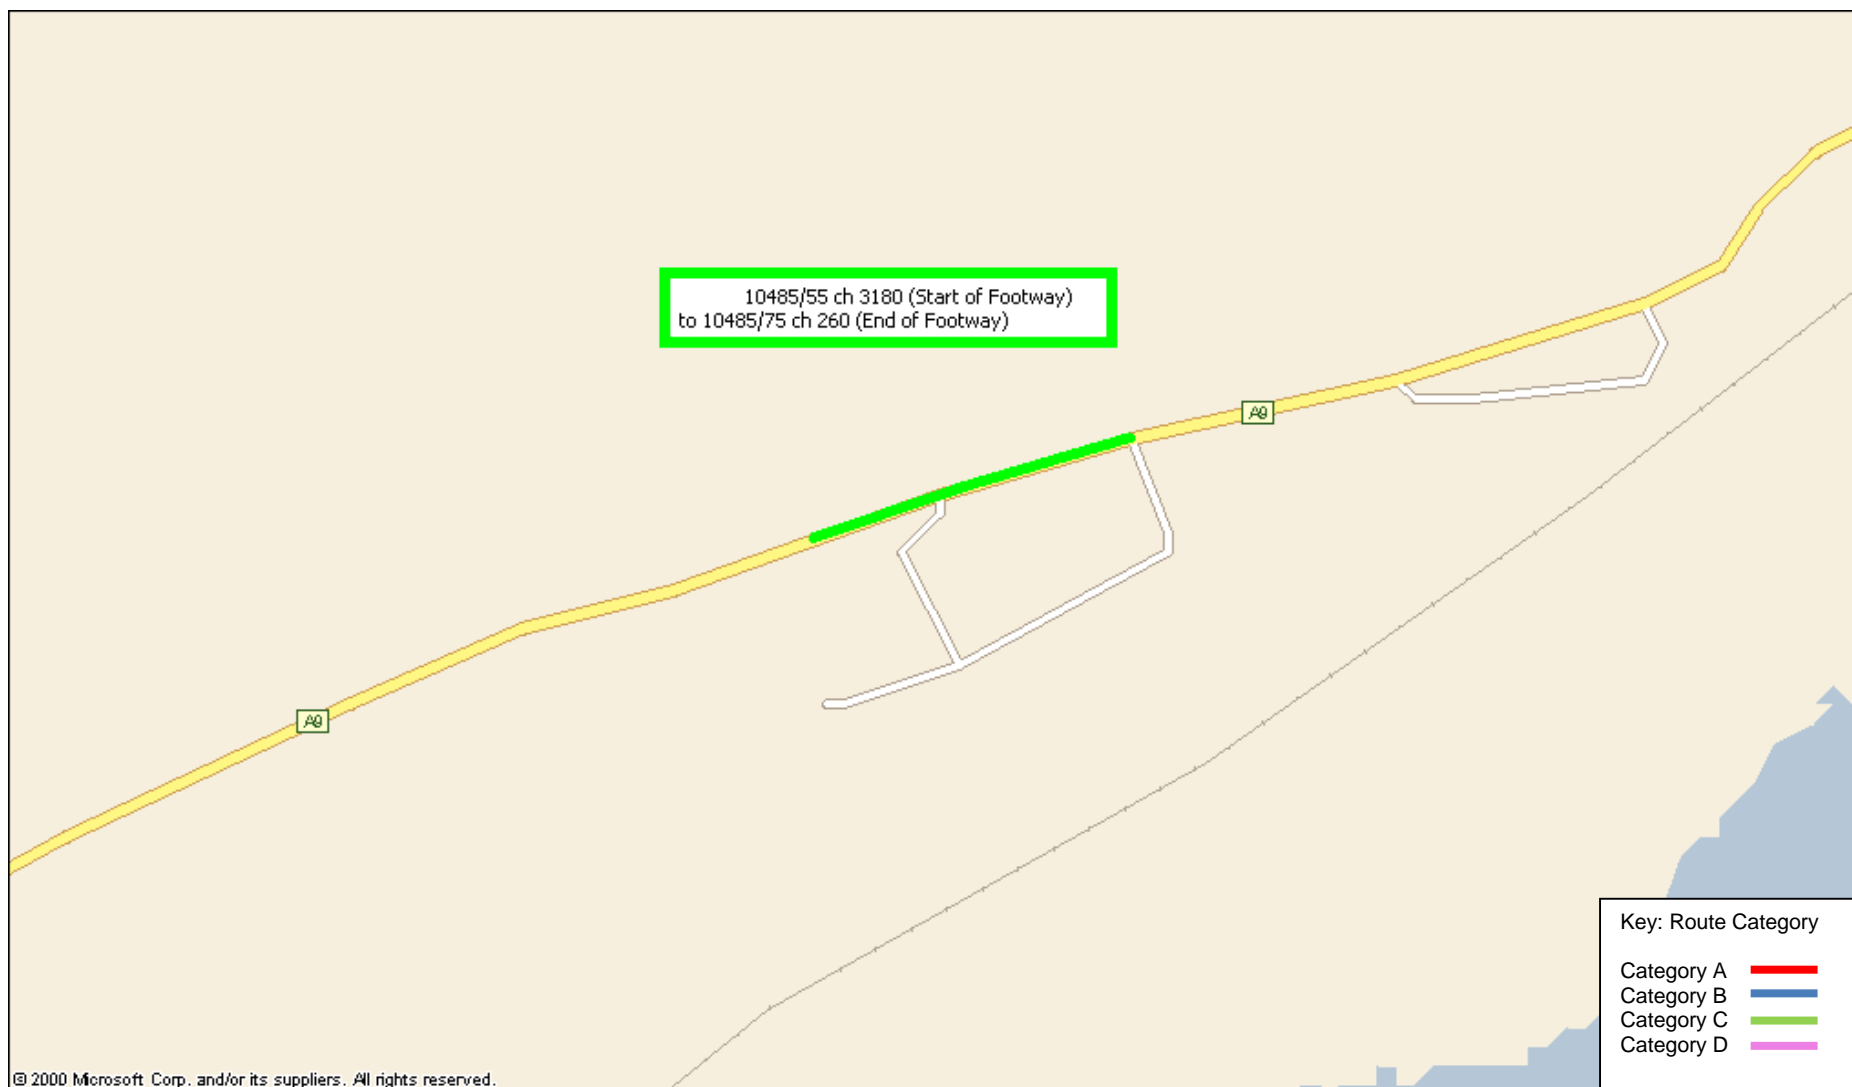 10485/55 ch 3180 (Start of Footway)
to 10485/75 ch 260 (End of Footway)
A9
A9
Key: Route Category
Category A
Category B
Category C
Category D
© 2000 Microsoft Corp. and/or its suppliers. All rights reserved.